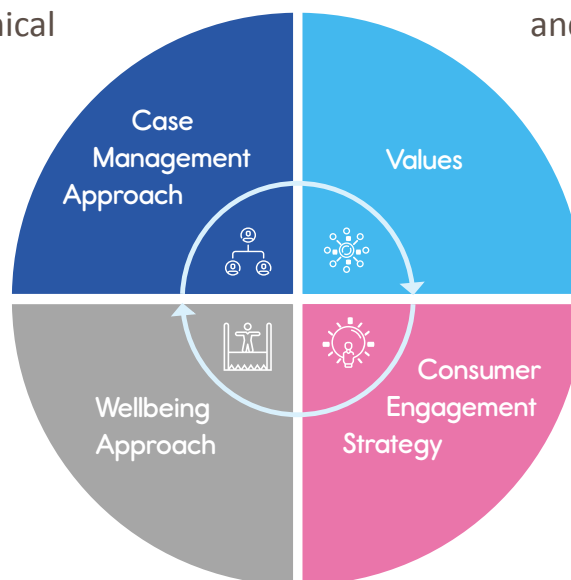 Case
Management
Approach
Values
Wellbeing
Approach
Consumer
Engagement
Strategy